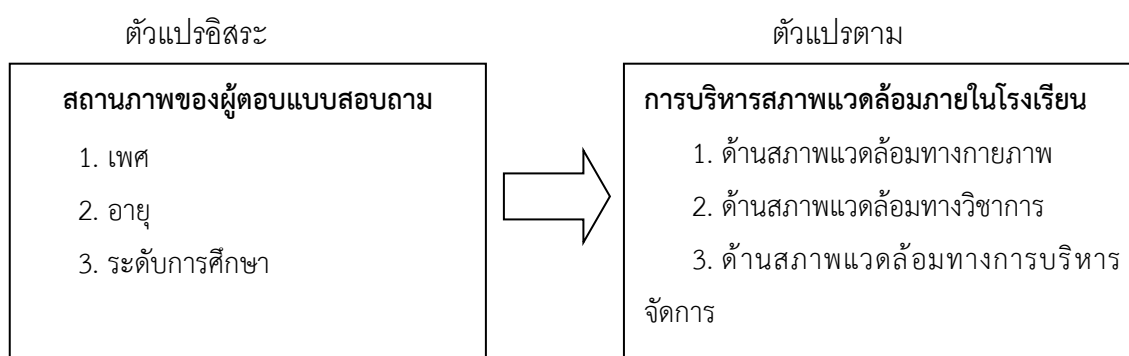 ตัวแปรอิสระ
สถานภาพของผู้ตอบแบบสอบถาม
1. เพศ
2. อายุ
3. ระดับการศึกษา
ตัวแปรตาม
การบริหารสภาพแวดล้อมภายในโรงเรียน
1. ด้านสภาพแวดล้อมทางกายภาพ
2. ด้านสภาพแวดล้อมทางวิชาการ
3. ด้านสภาพแวดล้อมทางการบริหาร
จัดการ